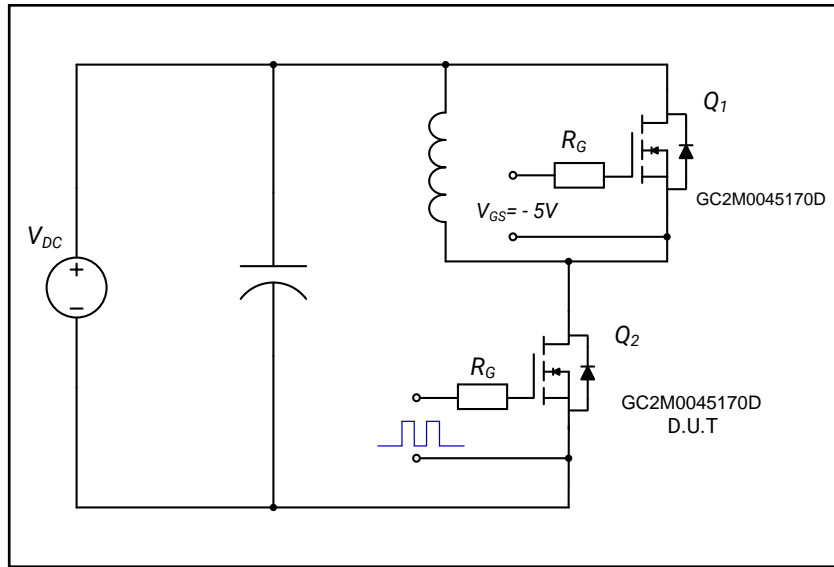 Q1
RG
GC2M0045170D
VGS= - 5V
VDC
+
−
Q2
RG
GC2M0045170D
D.U.T